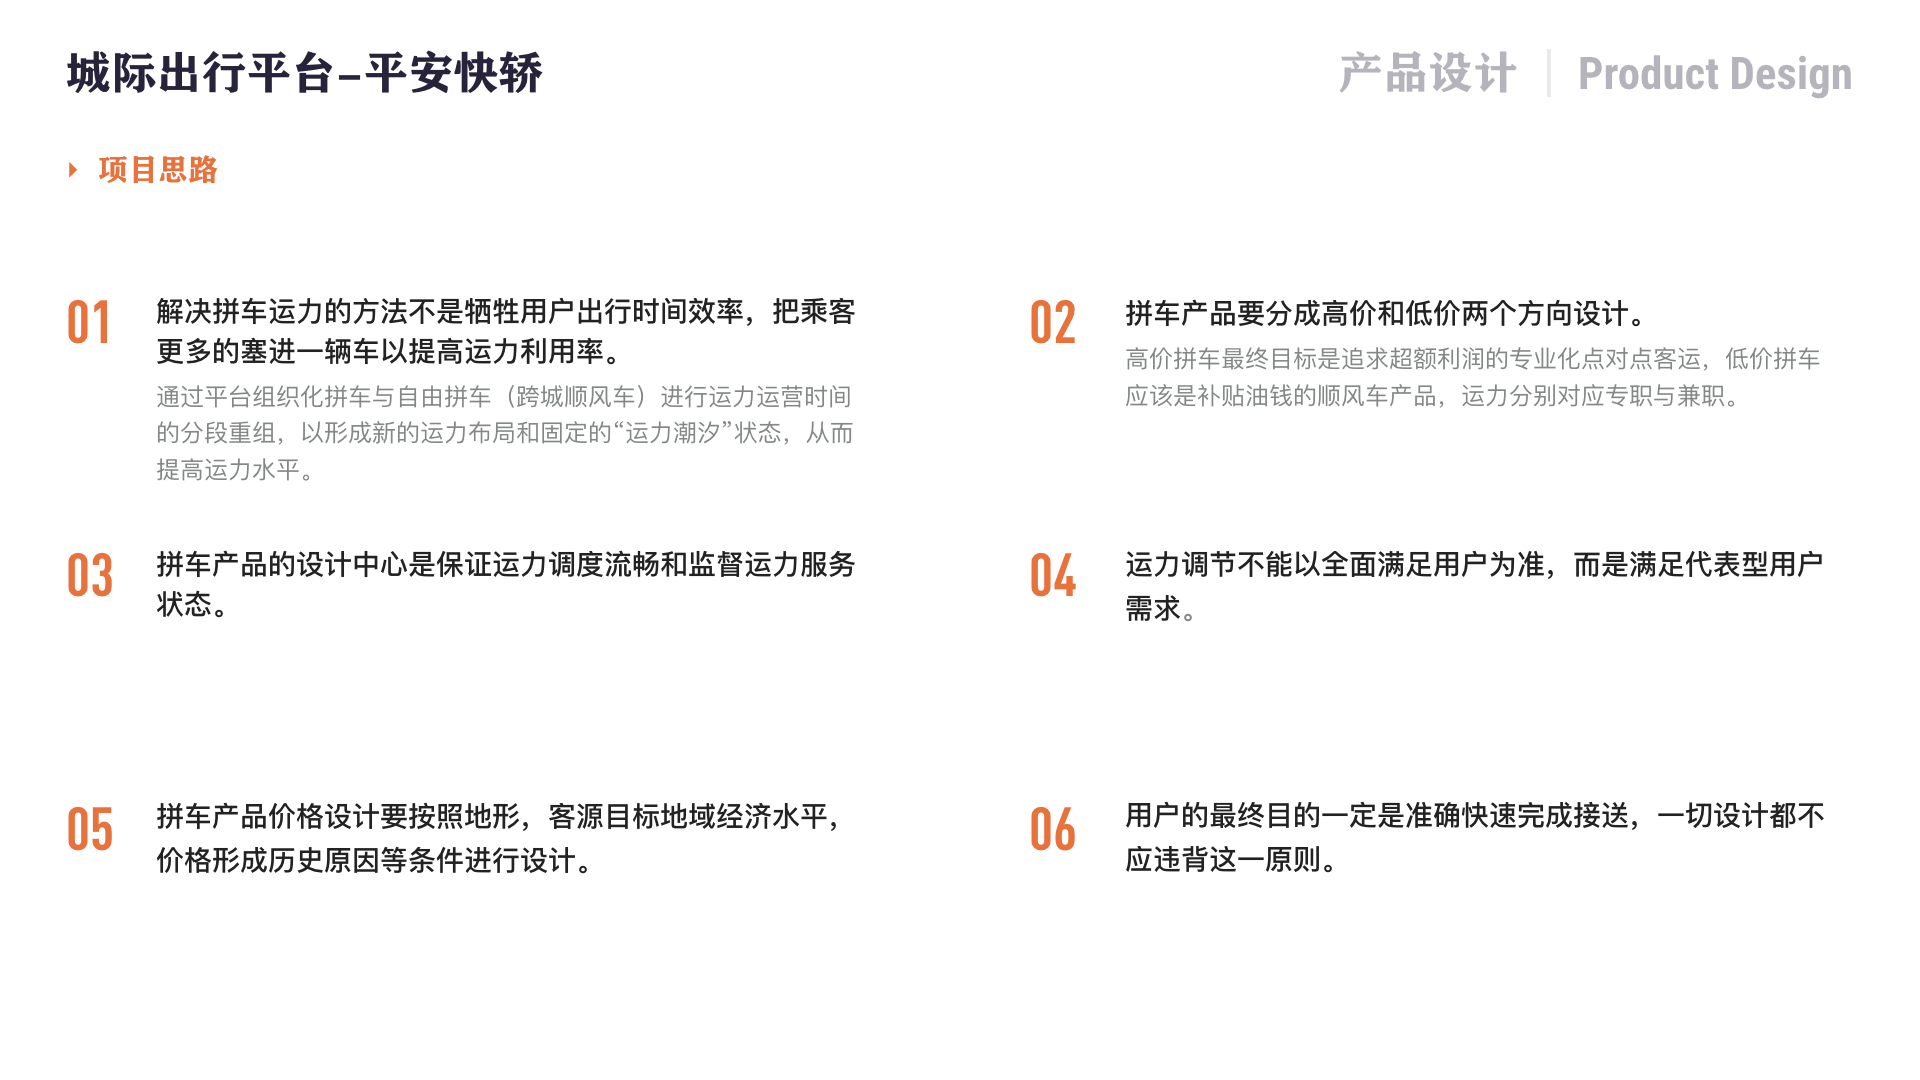 城际出行平台–平安快轿
产品设计 | Product Design
项目思路
01
解决拼车运力的方法不是牺牲用户出行时间效率，把乘客
更多的塞进一辆车以提高运力利用率。
通过平台组织化拼车与自由拼车（跨城顺风车）进行运力运营时间
的分段重组，以形成新的运力布局和固定的“运力潮汐”状态，从而
提高运力水平。
02
拼车产品要分成高价和低价两个方向设计。
高价拼车最终目标是追求超额利润的专业化点对点客运，低价拼车
应该是补贴油钱的顺风车产品，运力分别对应专职与兼职。
03
拼车产品的设计中心是保证运力调度流畅和监督运力服务
状态。
04
运力调节不能以全面满足用户为准，而是满足代表型用户
需求。
05
拼车产品价格设计要按照地形，客源目标地域经济水平，
价格形成历史原因等条件进行设计。
06
用户的最终目的一定是准确快速完成接送，一切设计都不
应违背这一原则。